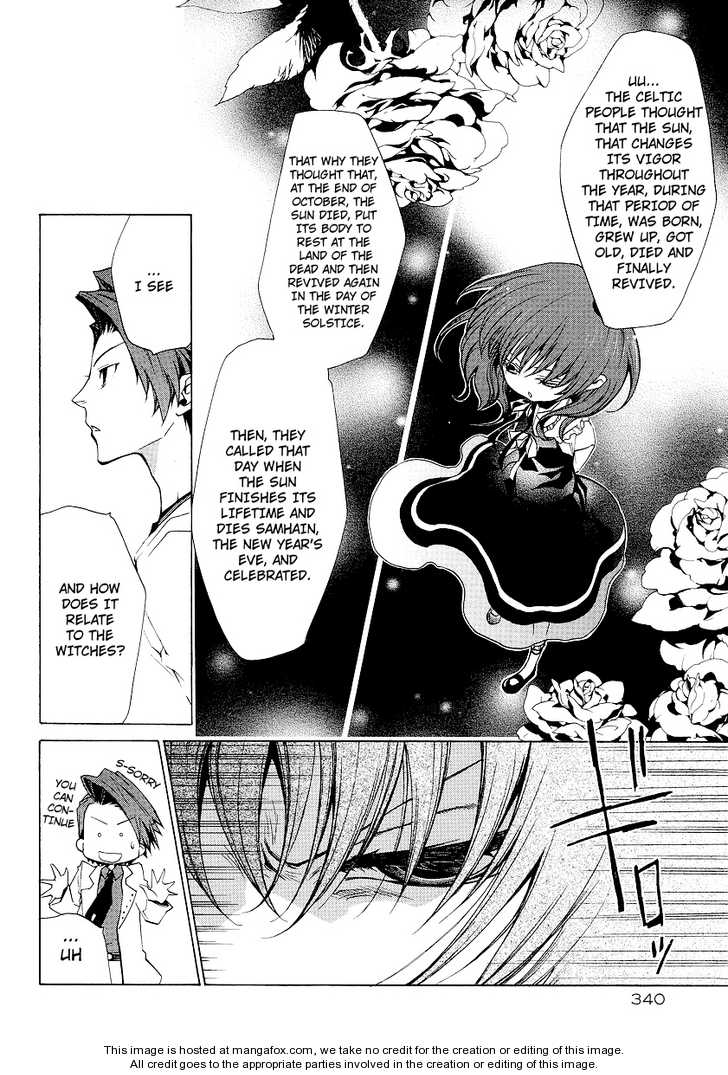 UU...
THE CELTIC
PEOPLE THOUGHT
THAT THE SUN,
THAT CHANGES
ITS VIGOR
THROUGHOUT
THE YEAR, DURING
THAT PERIOD OF
TIME, WAS BORN,
GREW UP, GOT
OLD, DIED AND
FINALLY
REVIVED.
THAT WHY THEY
THOUGHT THAT,
AT THE END OF
OCTOBER, THE
SUN DIED, PUT
ITS BODY TO
REST AT THE
LAND OF THE
DEAD AND THEN
REVIVED AGAIN
IN THE DAY OF
THE WINTER
SOLSTICE.
THEN, THEY
CALLED THAT
DAY WHEN
THE SUN
FINISHES ITS
LIFETIME AND
DIES SAMHAIN,
THE NEW YEAR'S
EVE, AND
CELEBRATED.
...
I SEE
AND HOW
DOES IT
RELATE
TO THE
WITCHES?
ギロッ
S-SORRY
YOU
CAN
CON-
TINUE
...
UH
340
This image is hosted at mangafox.com, we take no credit for the creation or editing of this image.
All credit goes to the appropriate parties involved in the creation or editing of this image.